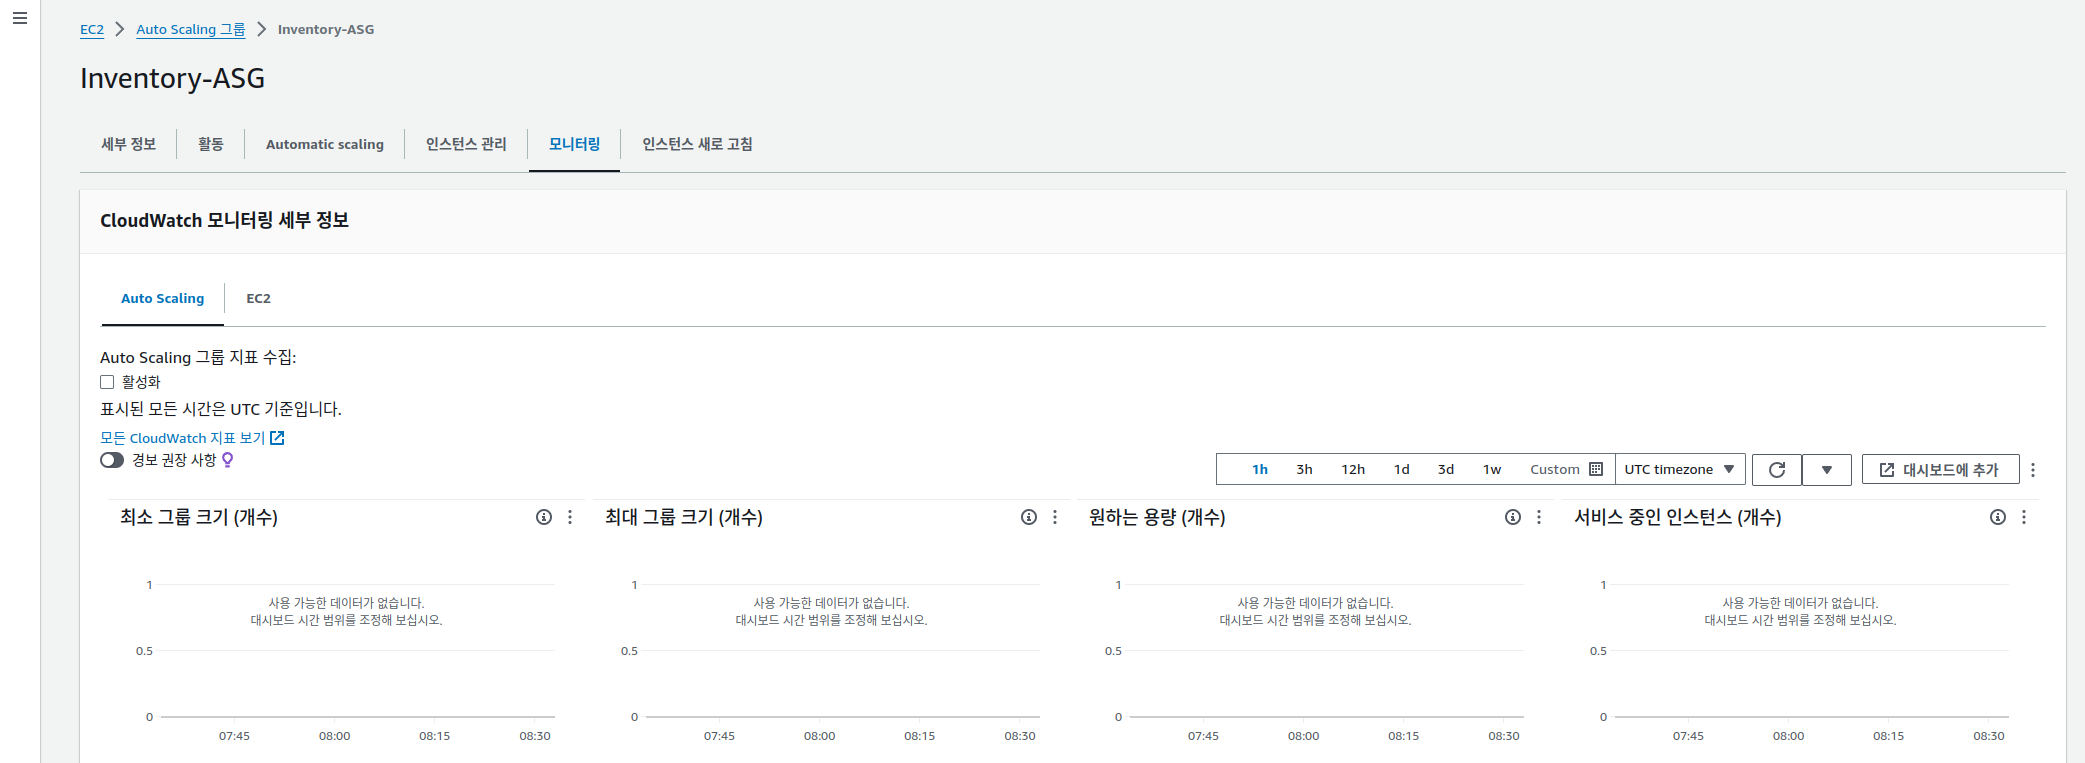 EC2 > Auto Scaling 그룹 > Inventory-ASG
Inventory-ASG
세부 정보 활동 Automatic scaling 인스턴스 관리 모니터링 인스턴스 새로 고침
CloudWatch 모니터링 세부 정보
Auto Scaling EC2
Auto Scaling 그룹 지표 수집:
활성화
표시된 모든 시간은 UTC 기준입니다.
모든 CloudWatch 지표 보기
경보 권장 사항
1h 3h 12h 1d 3d 1w Custom UTC timezone 대시보드에 추가
최소 그룹 크기 (개수)
1
사용 가능한 데이터가 없습니다.
대시보드 시간 범위를 조정해 보십시오.
0.5
0
07:45 08:00 08:15 08:30
최대 그룹 크기 (개수)
1
사용 가능한 데이터가 없습니다.
대시보드 시간 범위를 조정해 보십시오.
0.5
0
07:45 08:00 08:15 08:30
원하는 용량 (개수)
1
사용 가능한 데이터가 없습니다.
대시보드 시간 범위를 조정해 보십시오.
0.5
0
07:45 08:00 08:15 08:30
서비스 중인 인스턴스 (개수)
1
사용 가능한 데이터가 없습니다.
대시보드 시간 범위를 조정해 보십시오.
0.5
0
07:45 08:00 08:15 08:30